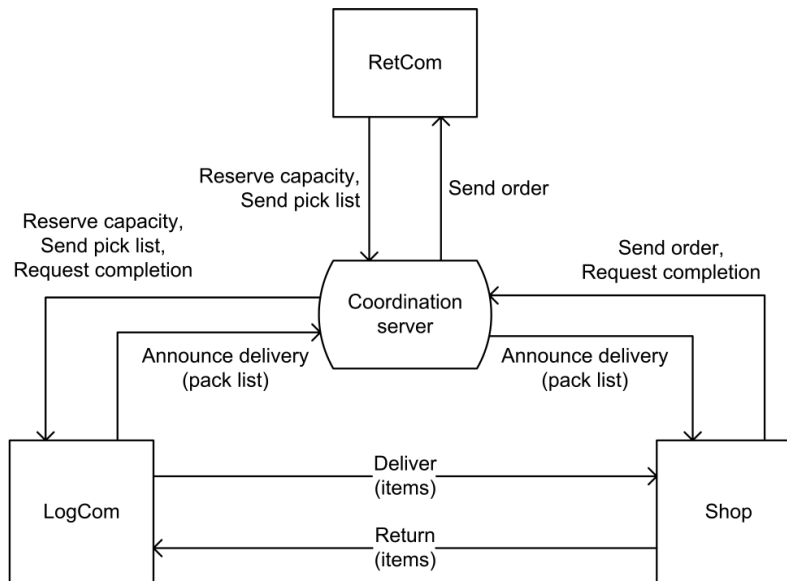 RetCom
Reserve capacity,
Send pick list
Send order
Reserve capacity,
Send pick list,
Request completion
Send order,
Request completion
Coordination
server
Announce delivery
(pack list)
Announce delivery
(pack list)
LogCom
Deliver
(items)
Shop
Return
(items)